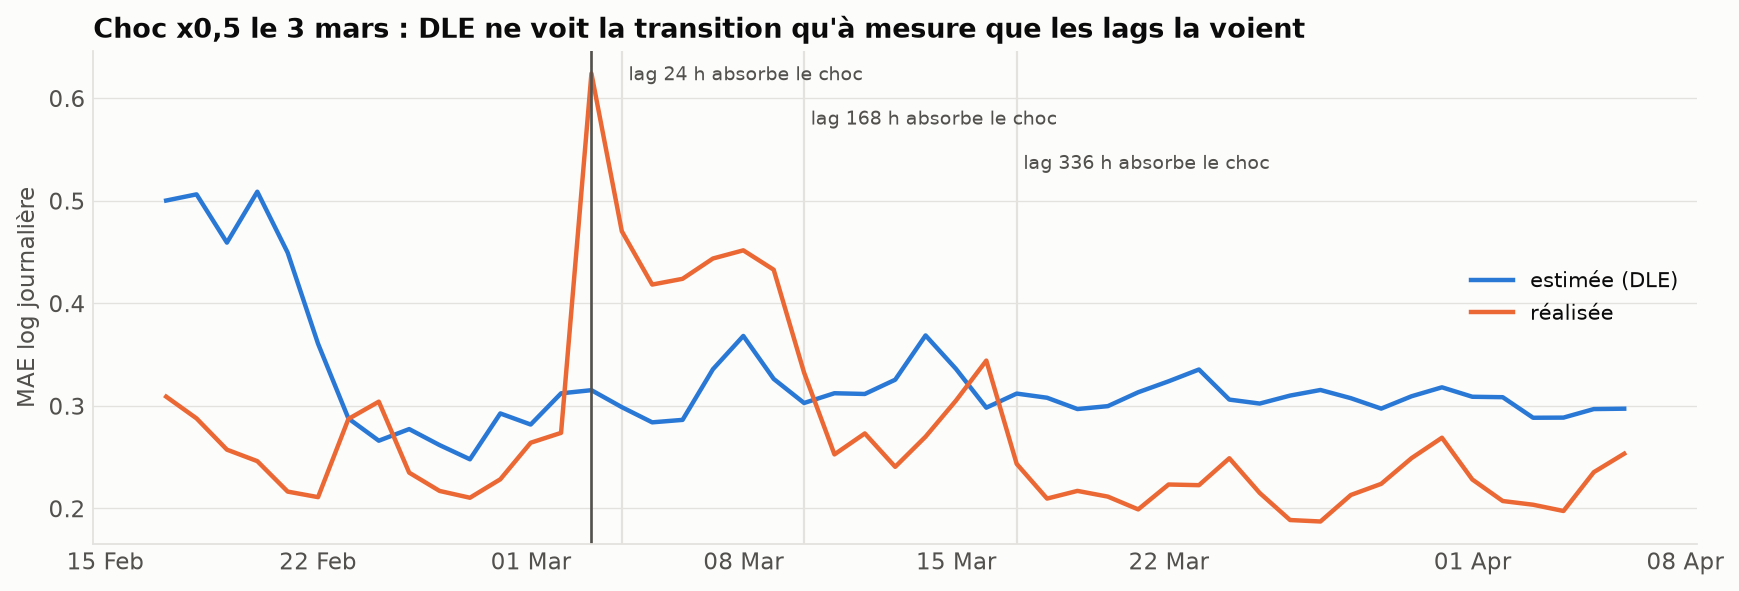 Choc x0,5 le 3 mars : DLE ne voit la transition qu'à mesure que les lags la voient
lag 24 h absorbe le choc
lag 168 h absorbe le choc
lag 336 h absorbe le choc
MAE log journalière
0.6
0.5
0.4
0.3
0.2
estimée (DLE)
réalisée
15 Feb
22 Feb
01 Mar
08 Mar
15 Mar
22 Mar
01 Apr
08 Apr